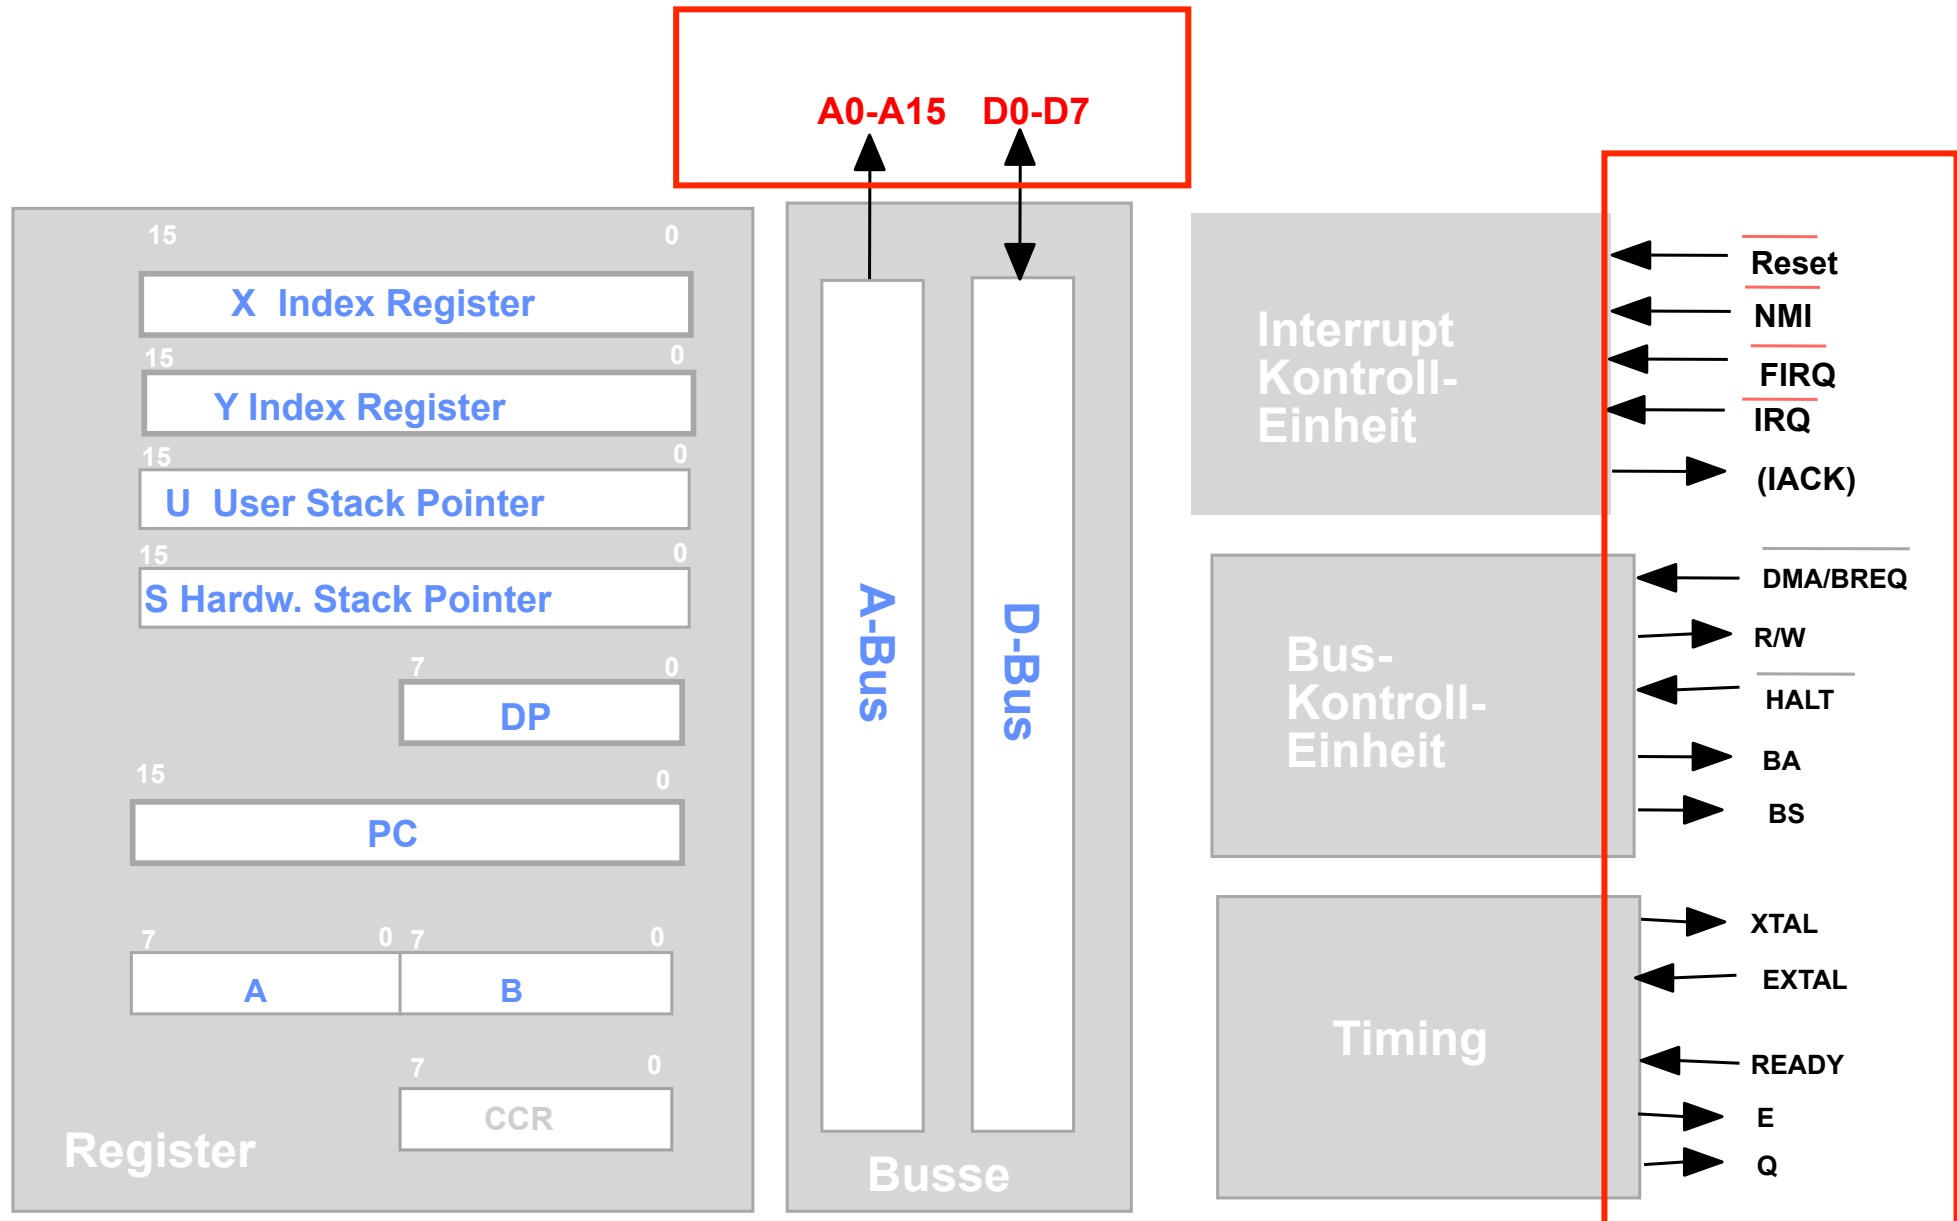 A0-A15 D0-D7
15 0
X Index Register
15 0
Y Index Register
15 0
U User Stack Pointer
15 0
S Hardw. Stack Pointer
7 0
DP
15 0
PC
7 0 7 0
A B
7 0
CCR
Register
A-Bus
D-Bus
Busse
Interrupt
Kontroll-
Einheit
Reset
NMI
FIRQ
IRQ
(IACK)
Bus-
Kontroll-
Einheit
DMA/BREQ
R/W
HALT
BA
BS
Timing
XTAL
EXTAL
READY
E
Q